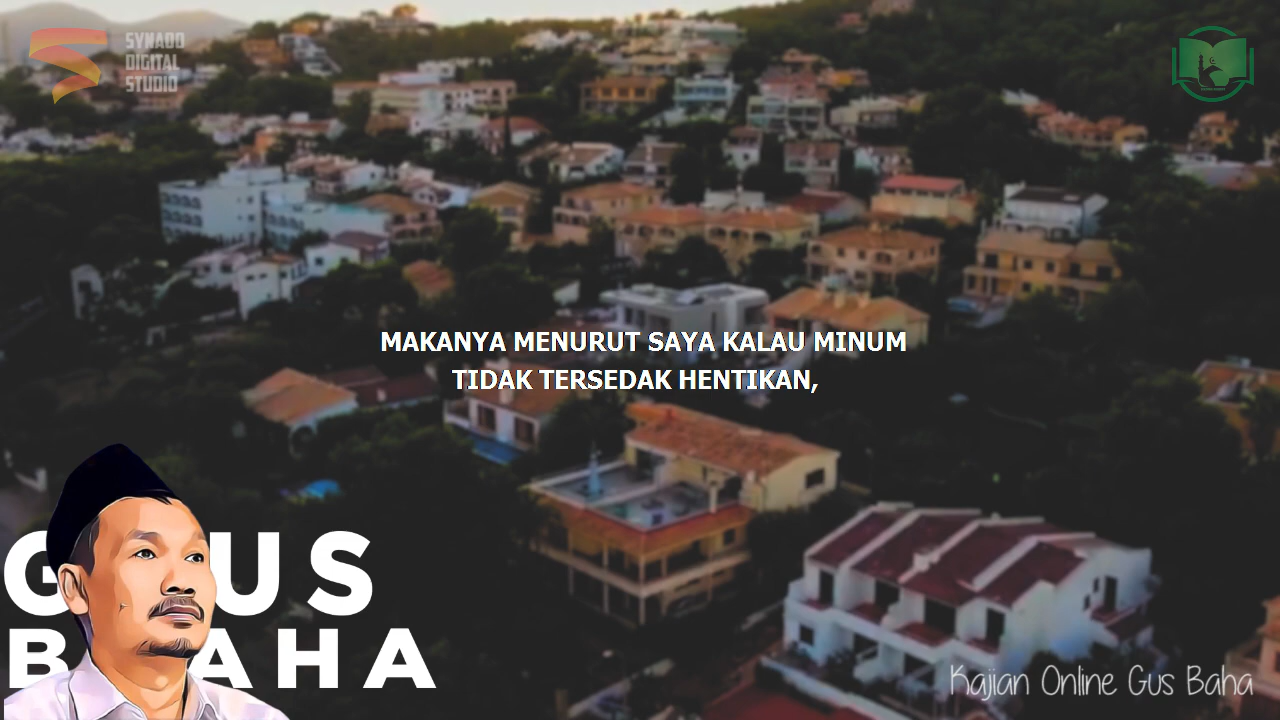 SYNADO
DIGITAL
STUDIO
MAKANYA MENURUT SAYA KALAU MINUM
TIDAK TERSEDAK HENTIKAN,
GUS
BAHA
Kajian Online Gus Baha